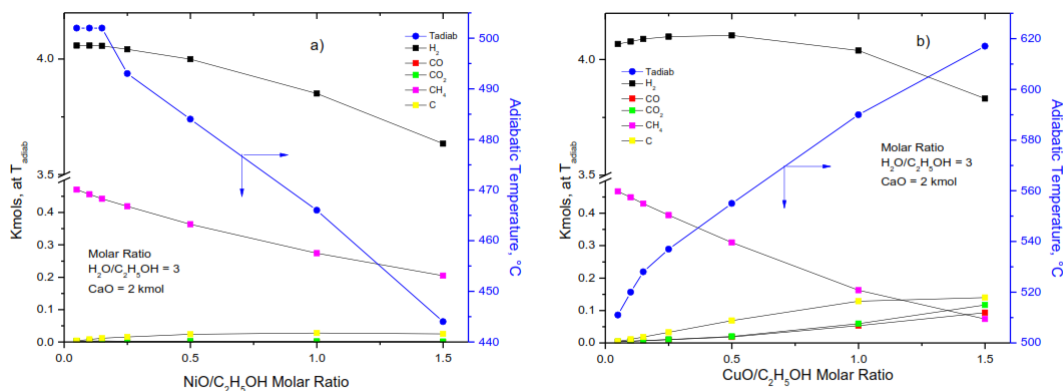 a)
Tadiab
H₂
CO
CO₂
CH₄
C
Kmols, at T_adiab
4.0
3.5
0.4
0.3
0.2
0.1
0.0
Molar Ratio
H₂O/C₂H₅OH = 3
CaO = 2 kmol
500
490
480
470
460
450
440
Adiabatic Temperature, °C
0.0
0.5
1.0
1.5
NiO/C₂H₅OH Molar Ratio
b)
Tadiab
H₂
CO
CO₂
CH₄
C
Kmols, at T_adiab
4.0
3.5
0.4
0.3
0.2
0.1
0.0
Molar Ratio
H₂O/C₂H₅OH = 3
CaO = 2 kmol
620
600
580
560
540
520
500
Adiabatic Temperature, °C
0.0
0.5
1.0
1.5
CuO/C₂H₅OH Molar Ratio